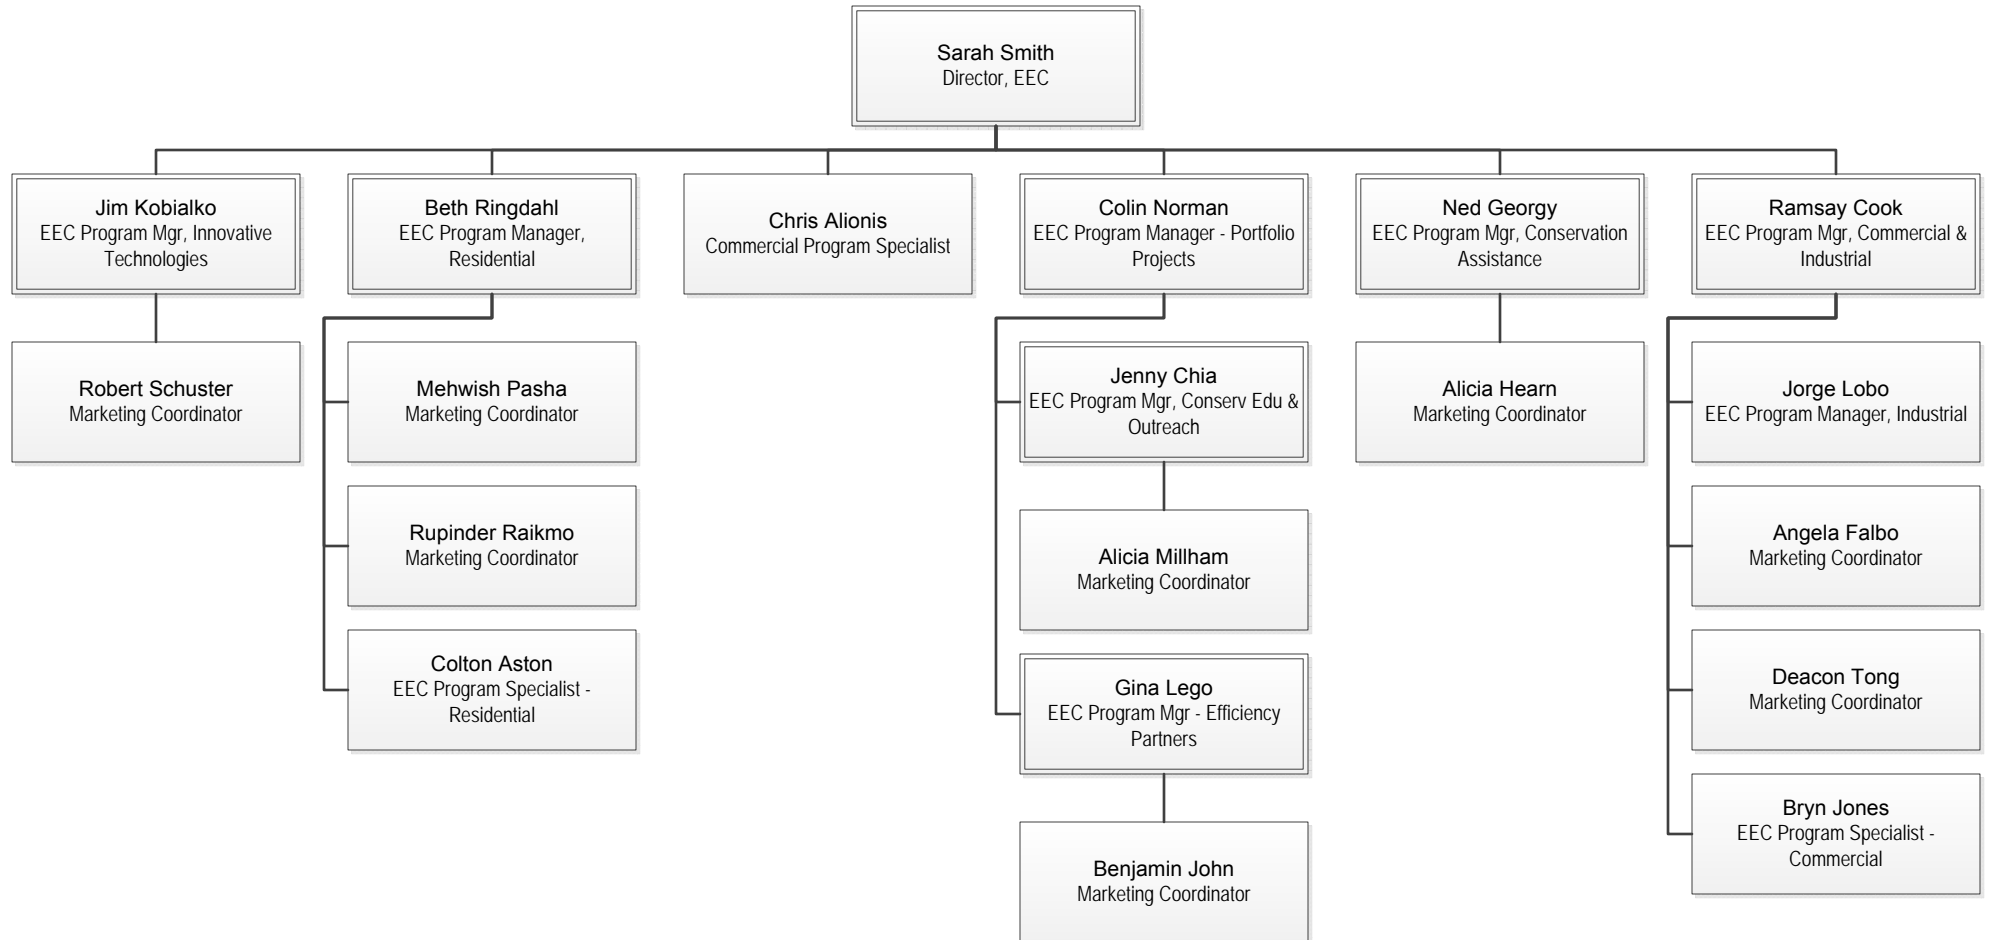 Sarah Smith
Director, EEC
Jim Kobialko
EEC Program Mgr, Innovative
Technologies
Beth Ringdahl
EEC Program Manager,
Residential
Chris Alionis
Commercial Program Specialist
Colin Norman
EEC Program Manager - Portfolio
Projects
Ned Georgy
EEC Program Mgr, Conservation
Assistance
Ramsay Cook
EEC Program Mgr, Commercial &
Industrial
Robert Schuster
Marketing Coordinator
Mehwish Pasha
Marketing Coordinator
Rupinder Raikmo
Marketing Coordinator
Colton Aston
EEC Program Specialist -
Residential
Jenny Chia
EEC Program Mgr, Conserv Edu &
Outreach
Alicia Millham
Marketing Coordinator
Gina Lego
EEC Program Mgr - Efficiency
Partners
Benjamin John
Marketing Coordinator
Alicia Hearn
Marketing Coordinator
Jorge Lobo
EEC Program Manager, Industrial
Angela Falbo
Marketing Coordinator
Deacon Tong
Marketing Coordinator
Bryn Jones
EEC Program Specialist -
Commercial